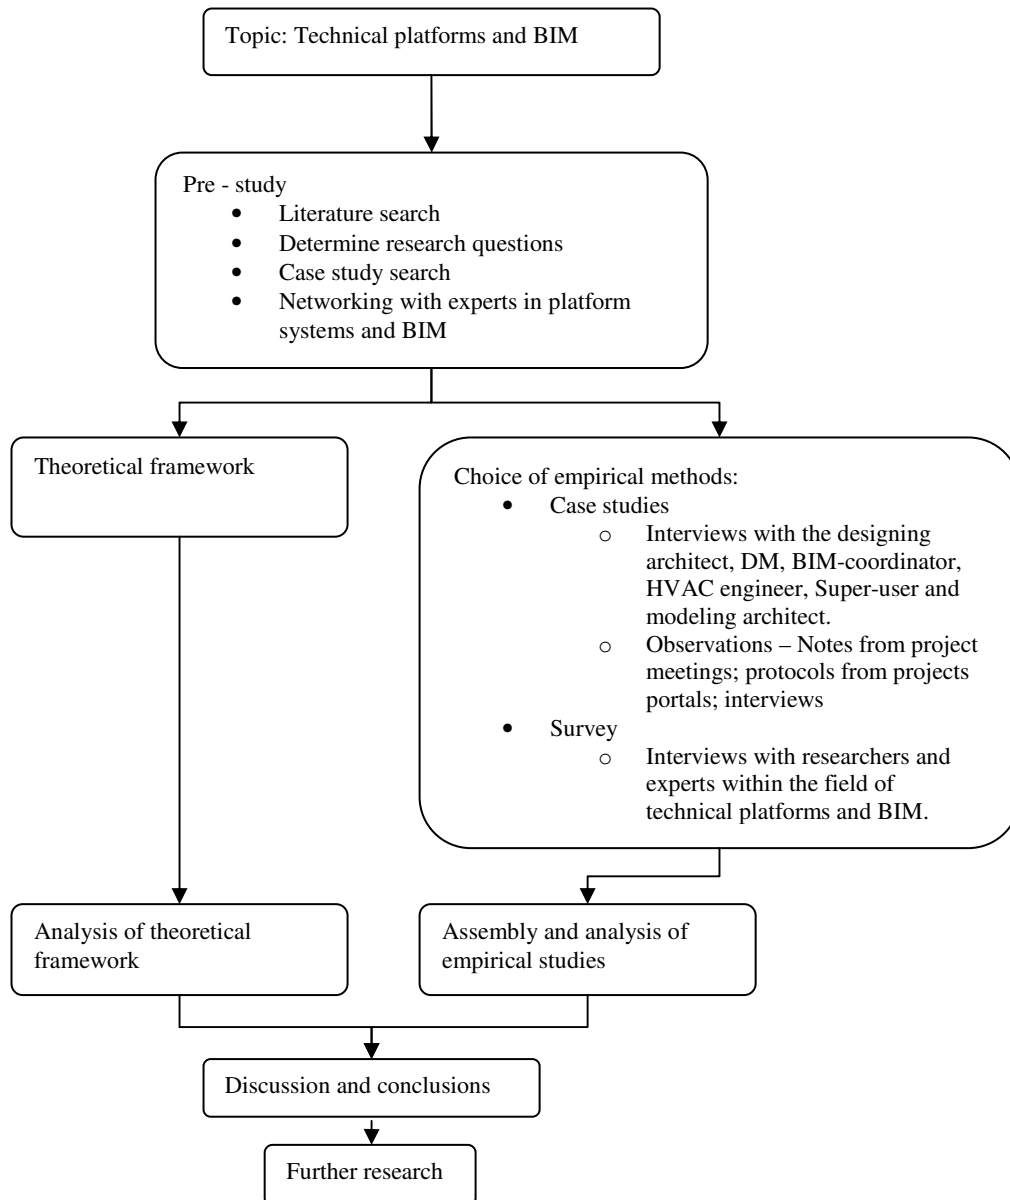 Topic: Technical platforms and BIM
Pre - study
• Literature search
• Determine research questions
• Case study search
• Networking with experts in platform
systems and BIM
Theoretical framework
Choice of empirical methods:
• Case studies
o Interviews with the designing
architect, DM, BIM-coordinator,
HVAC engineer, Super-user and
modeling architect.
o Observations – Notes from project
meetings; protocols from projects
portals; interviews
• Survey
o Interviews with researchers and
experts within the field of
technical platforms and BIM.
Analysis of theoretical
framework
Assembly and analysis of
empirical studies
Discussion and conclusions
Further research